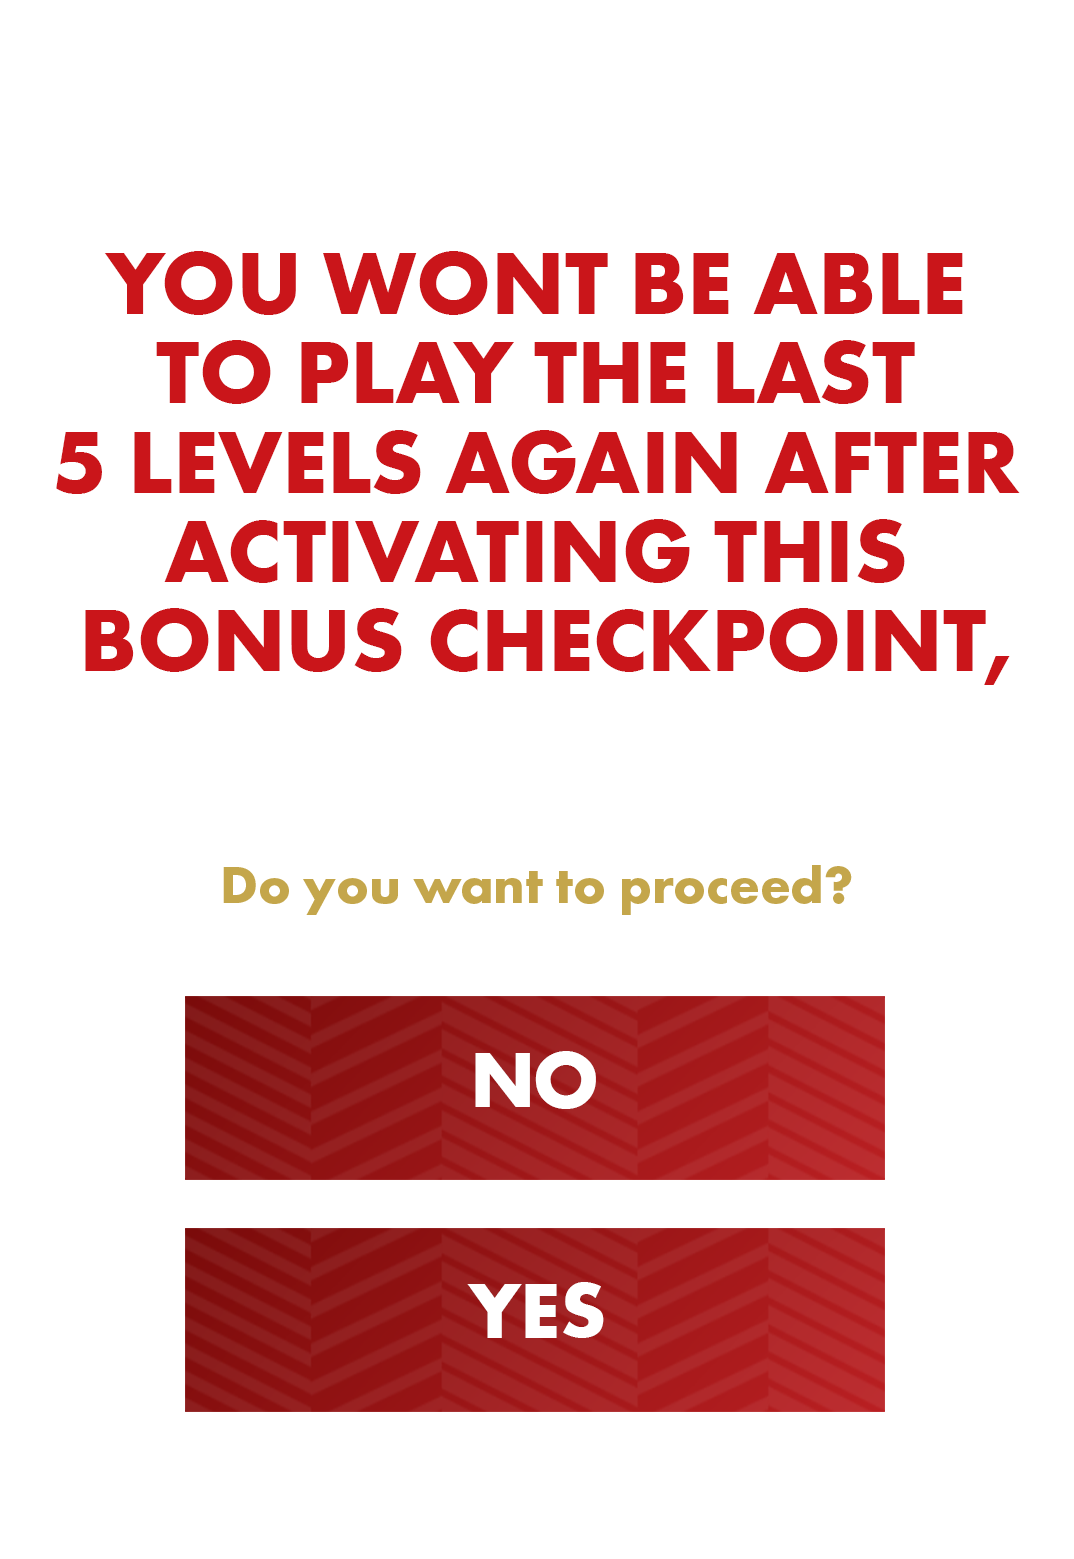 YOU WONT BE ABLE
TO PLAY THE LAST
5 LEVELS AGAIN AFTER
ACTIVATING THIS
BONUS CHECKPOINT,
Do you want to proceed?
NO
YES